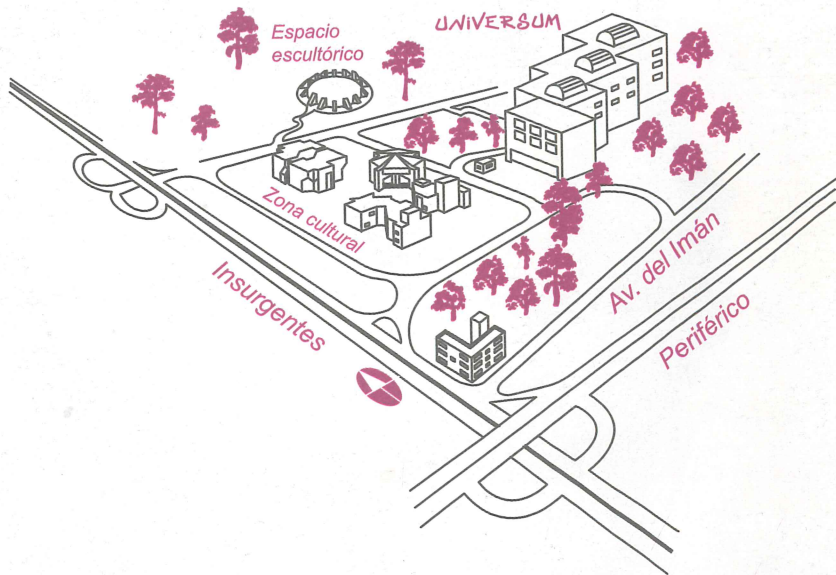 UNIVERSUM
Espacio
escultórico
Zona cultural
Insurgentes
Av. del Imán
Periférico